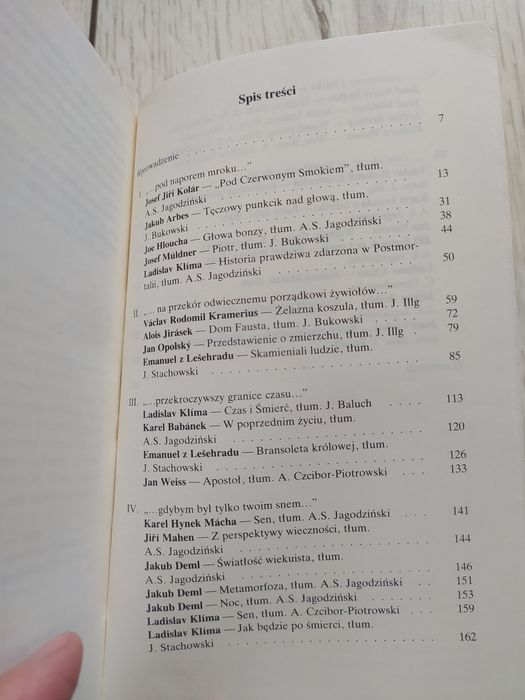 Spis treści
Wprowadzenie . . . . . . . . . . . . . . . . . . . . 7
I. „...pod naporem mroku...”
Josef Jiří Kolár — „Pod Czerwonym Smokiem”, tłum.
A.S. Jagodziński . . . . . . . . . . . . . . . . . . . . 13
Jakub Arbes — Tęczowy punkcik nad głową, tłum.
J. Bukowski . . . . . . . . . . . . . . . . . . . . 31
Joe Hloucha — Głowa bonzy, tłum. A.S. Jagodziński . . . 38
Josef Müldner — Piotr, tłum. J. Bukowski . . . . . . . 44
Ladislav Klíma — Historia prawdziwa zdarzona w Postmor-
talii, tłum. A.S. Jagodziński . . . . . . . . . . . . 50
II. „...na przekór odwiecznemu porządkowi żywiołów...”
Václav Rodomil Kramerius — Żelazna koszula, tłum. J. Illg 59
Alois Jirásek — Dom Fausta, tłum. J. Bukowski . . . . . 72
Jan Opolský — Przedstawienie o zmierzchu, tłum. J. Illg . 79
Emanuel z Lešehradu — Skamieniali ludzie, tłum.
J. Stachowski . . . . . . . . . . . . . . . . . . . . 85
III. „...przekroczywszy granice czasu...”
Ladislav Klíma — Czas i Śmierć, tłum. J. Baluch . . . . 113
Karel Babánek — W poprzednim życiu, tłum.
A.S. Jagodziński . . . . . . . . . . . . . . . . . . 120
Emanuel z Lešehradu — Bransoleta królowej, tłum.
J. Stachowski . . . . . . . . . . . . . . . . . . . . 126
Jan Weiss — Apostoł, tłum. A. Czcibor-Piotrowski . . . 133
IV. „...gdybym był tylko twoim snem...”
Karel Hynek Mácha — Sen, tłum. A.S. Jagodziński . . . 141
Jiří Mahen — Z perspektywy wieczności, tłum.
A.S. Jagodziński . . . . . . . . . . . . . . . . . . 144
Jakub Deml — Światłość wiekuista, tłum.
A.S. Jagodziński . . . . . . . . . . . . . . . . . . 146
Jakub Deml — Metamorfoza, tłum. A.S. Jagodziński . . 151
Jakub Deml — Noc, tłum. A.S. Jagodziński . . . . . . 153
Ladislav Klíma — Sen, tłum. A. Czcibor-Piotrowski . . . 159
Ladislav Klíma — Jak będzie po śmierci, tłum.
J. Stachowski . . . . . . . . . . . . . . . . . . . . 162